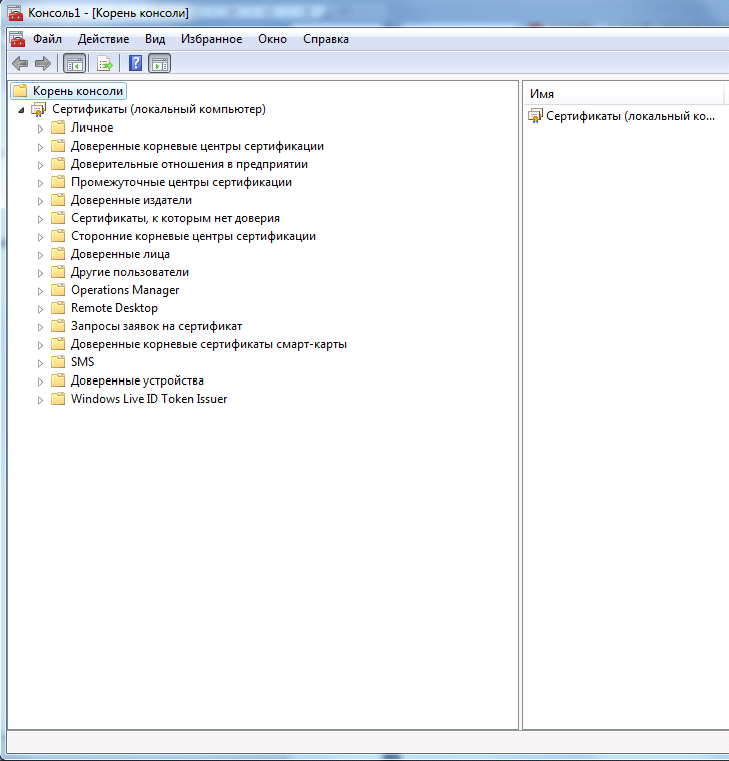 Консоль1 - [Корень консоли]
Файл Действие Вид Избранное Окно Справка
Корень консоли
Сертификаты (локальный компьютер)
Личное
Доверенные корневые центры сертификации
Доверительные отношения в предприятии
Промежуточные центры сертификации
Доверенные издатели
Сертификаты, к которым нет доверия
Сторонние корневые центры сертификации
Доверенные лица
Другие пользователи
Operations Manager
Remote Desktop
Запросы заявок на сертификат
Доверенные корневые сертификаты смарт-карты
SMS
Доверенные устройства
Windows Live ID Token Issuer
Имя
Сертификаты (локальный ко...